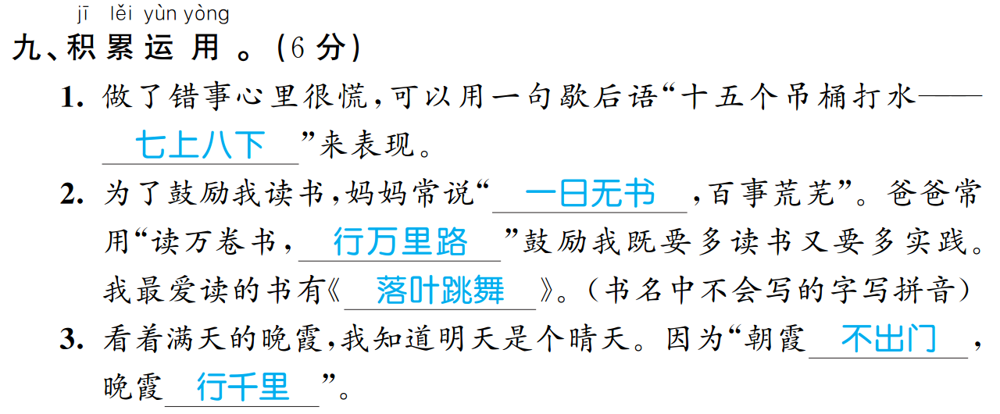 jī lěi yùn yòng
九、积累运用。(6分)
1. 做了错事心里很慌,可以用一句歇后语“十五个吊桶打水——
七上八下”来表现。
2. 为了鼓励我读书,妈妈常说“一日无书,百事荒芜”。爸爸常
用“读万卷书,行万里路”鼓励我既要多读书又要多实践。
我最爱读的书有《落叶跳舞》。(书名中不会写的字写拼音)
3. 看着满天的晚霞,我知道明天是个晴天。因为“朝霞不出门,
晚霞行千里”。